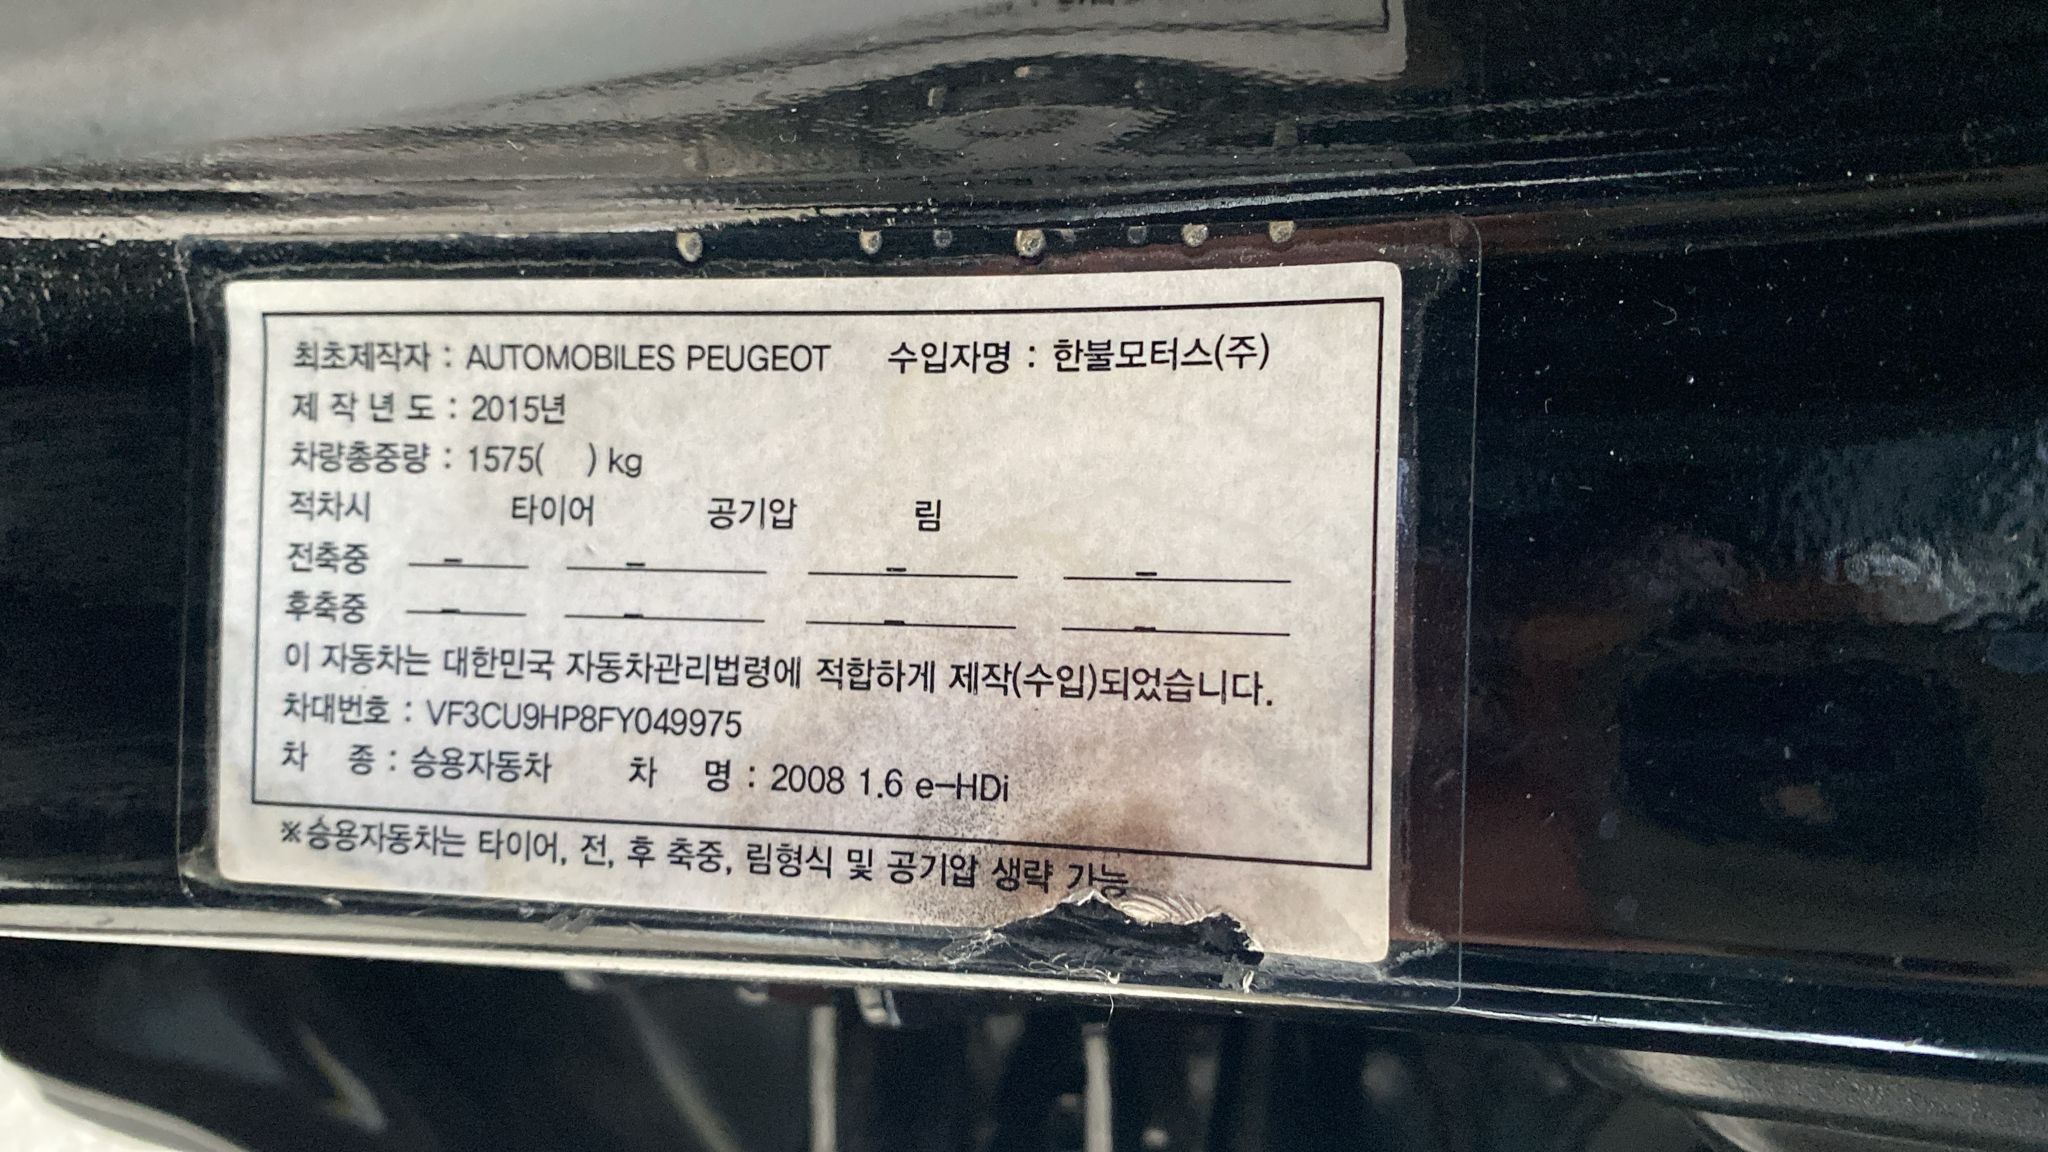 최초제작자 : AUTOMOBILES PEUGEOT 수입자명 : 한불모터스(주)
제 작 년 도 : 2015년
차량총중량 : 1575( ) kg
적차시 타이어 공기압 림
전축중 - - - -
후축중 - - - -
이 자동차는 대한민국 자동차관리법령에 적합하게 제작(수입)되었습니다.
차대번호 : VF3CU9HP8FY049975
차 종 : 승용자동차 차 명 : 2008 1.6 e-HDi
※승용자동차는 타이어, 전, 후 축중, 림형식 및 공기압 생략 가능